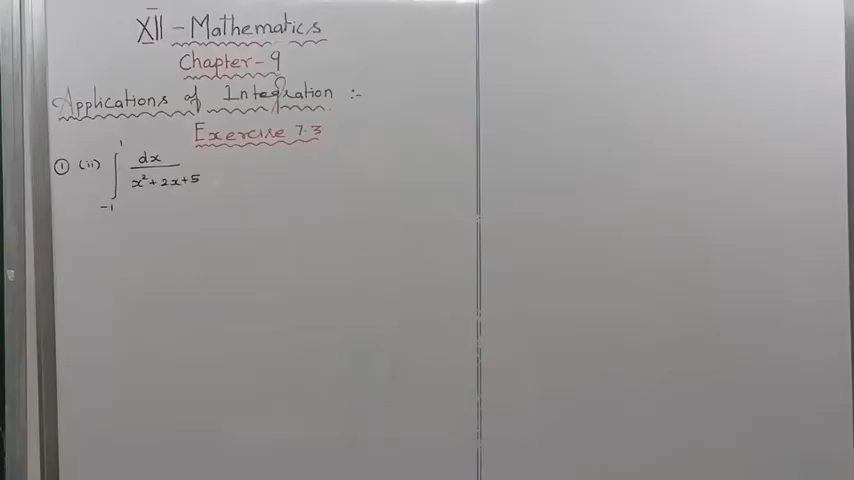 XII - Mathematics
Chapter - 9
Applications of Integration :-
Exercise 7.3
① (ii) ∫₋₁¹ dx / x² + 2x + 5